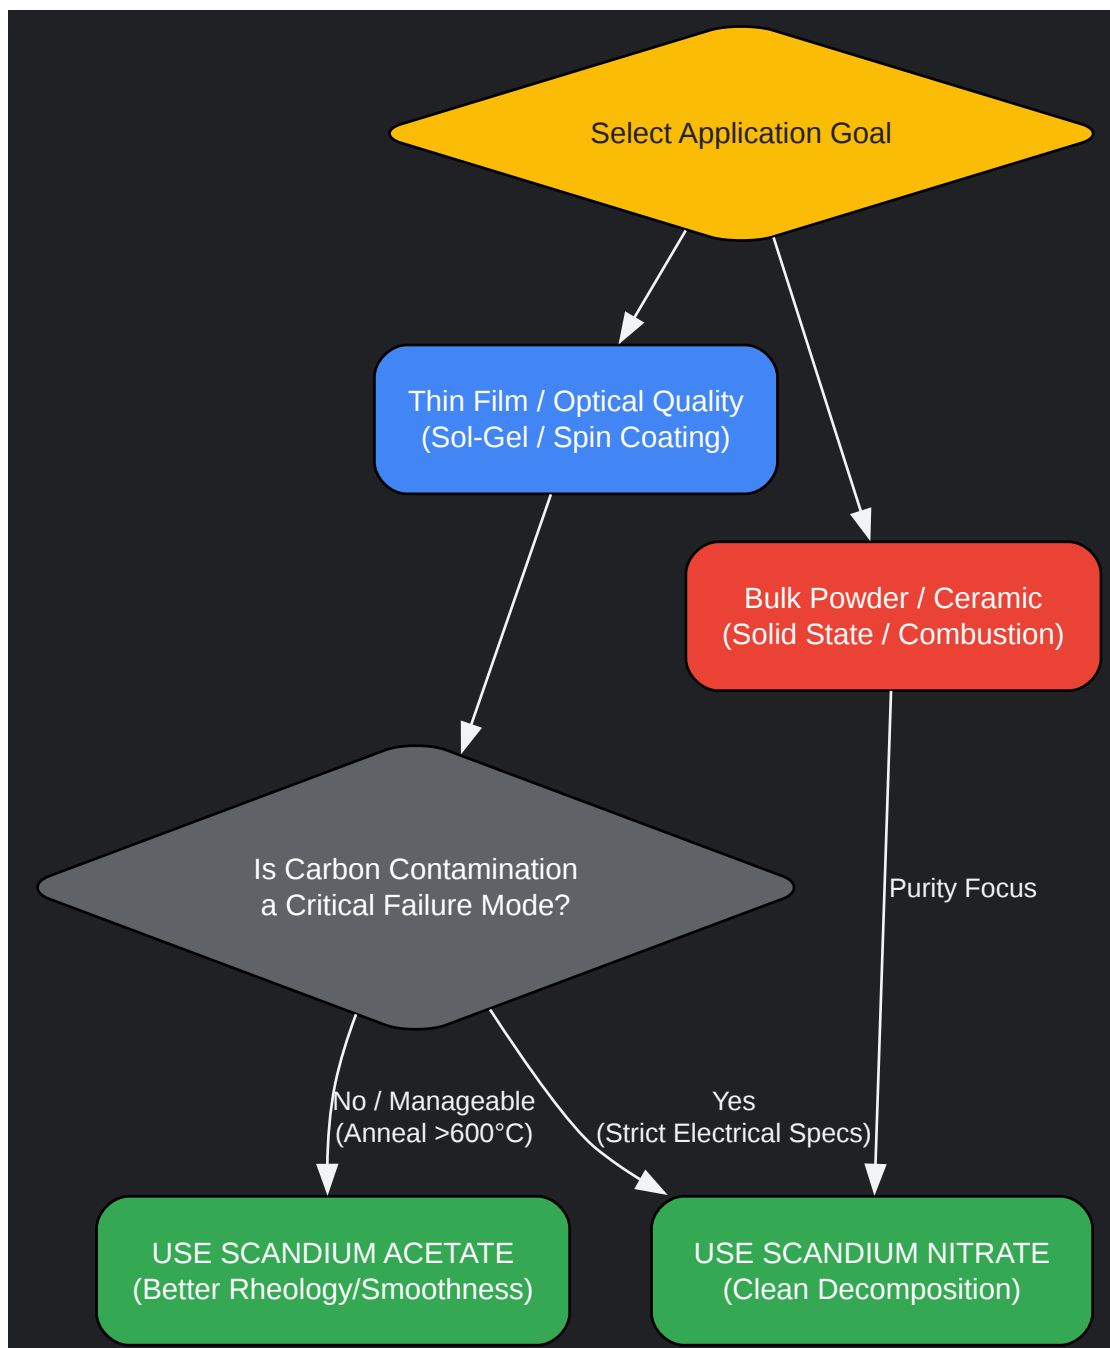 Select Application Goal
Thin Film / Optical Quality
(Sol-Gel / Spin Coating)
Bulk Powder / Ceramic
(Solid State / Combustion)
Is Carbon Contamination
a Critical Failure Mode?
Purity Focus
No / Manageable
(Anneal >600°C)
Yes
(Strict Electrical Specs)
USE SCANDIUM ACETATE
(Better Rheology/Smoothness)
USE SCANDIUM NITRATE
(Clean Decomposition)